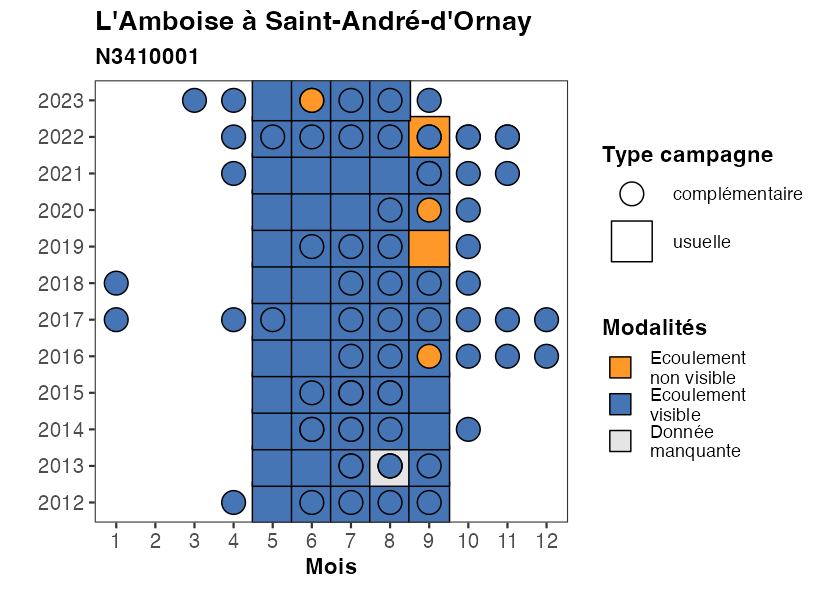 L'Amboise à Saint-André-d'Ornay
N3410001
2023
2022
2021
2020
2019
2018
2017
2016
2015
2014
2013
2012
1 2 3 4 5 6 7 8 9 10 11 12
Mois
Type campagne
complémentaire
usuelle
Modalités
Ecoulement
non visible
Ecoulement
visible
Donnée
manquante